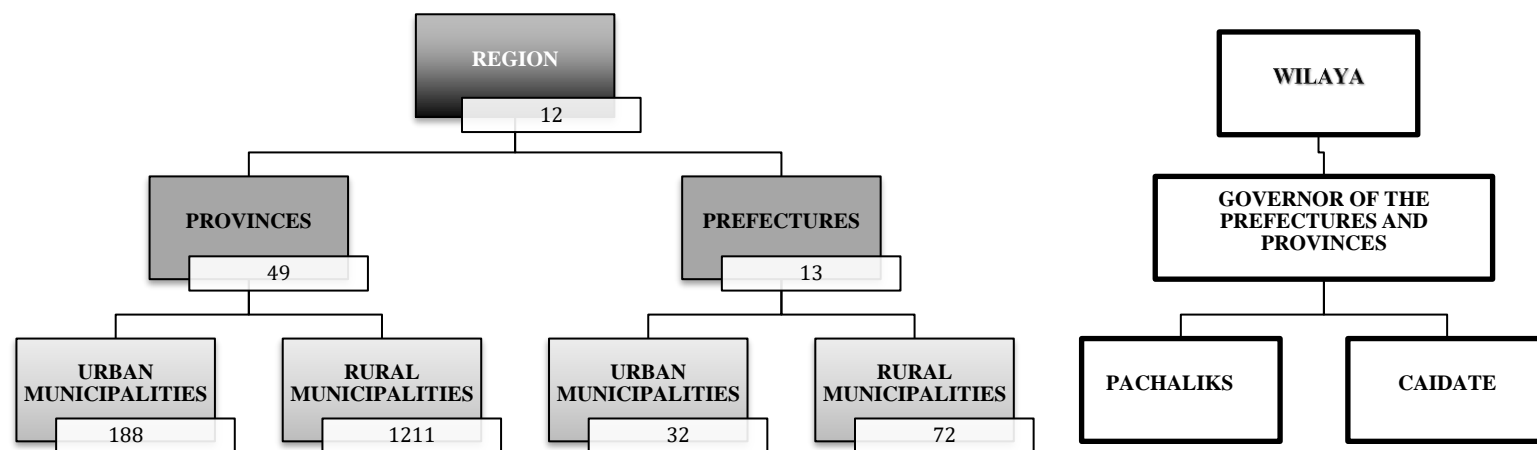 REGION
12
PROVINCES
49
PREFECTURES
13
URBAN
MUNICIPALITIES
188
RURAL
MUNICIPALITIES
1211
URBAN
MUNICIPALITIES
32
RURAL
MUNICIPALITIES
72
WILAYA
GOVERNOR OF THE
PREFECTURES AND
PROVINCES
PACHALIKS
CAIDATE